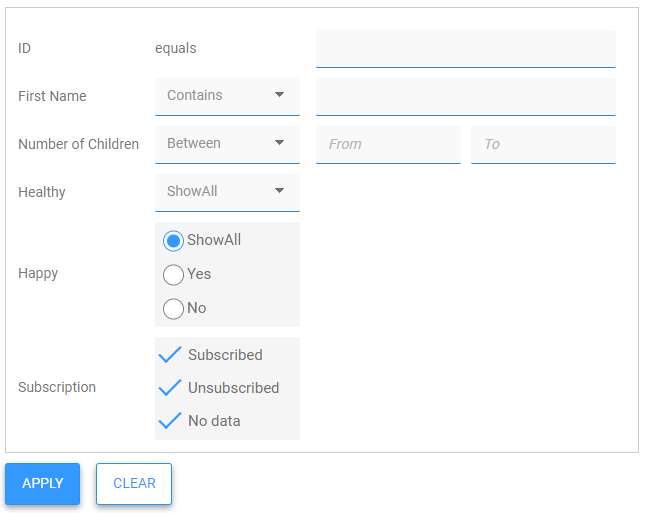 ID equals
First Name Contains
Number of Children Between From To
Healthy ShowAll
ShowAll
Happy Yes
No
Subscribed
Subscription Unsubscribed
No data
APPLY CLEAR